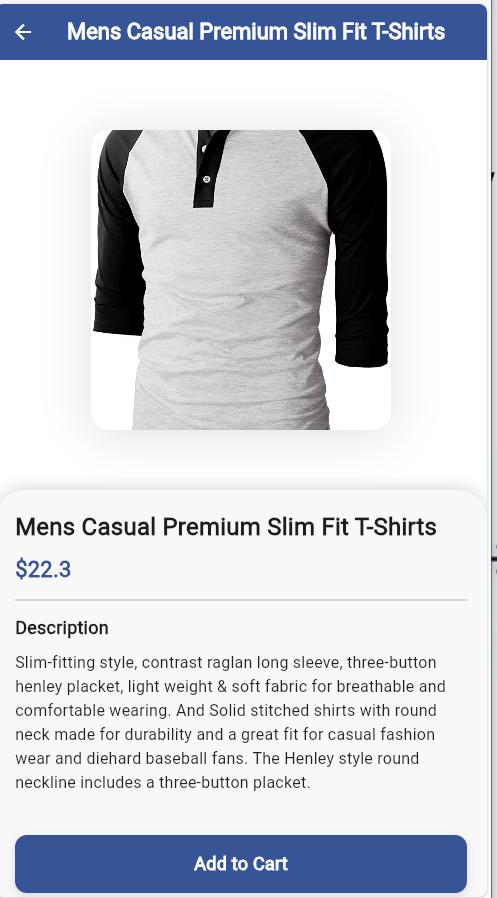 Mens Casual Premium Slim Fit T-Shirts
Mens Casual Premium Slim Fit T-Shirts
$22.3
Description
Slim-fitting style, contrast raglan long sleeve, three-button
henley placket, light weight & soft fabric for breathable and
comfortable wearing. And Solid stitched shirts with round
neck made for durability and a great fit for casual fashion
wear and diehard baseball fans. The Henley style round
neckline includes a three-button placket.
Add to Cart